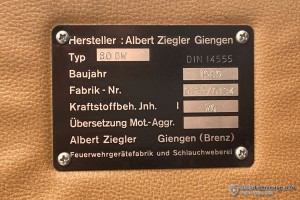 Hersteller : Albert Ziegler Giengen
Typ
DIN 14555
Baujahr
Fabrik - Nr.
Kraftstoffbeh. Jnh. l
Übersetzung Mot.-Aggr.
Albert Ziegler Giengen (Brenz)
Feuerwehrgerätefabrik und Schlauchweberei